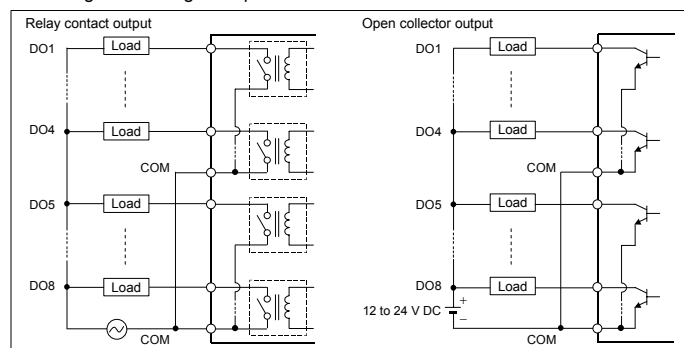 Relay contact output
DO1
Load
DO4
Load
COM
DO5
Load
DO8
Load
COM
Open collector output
DO1
Load
DO4
Load
COM
DO5
Load
DO8
Load
12 to 24 V DC
+
−
COM